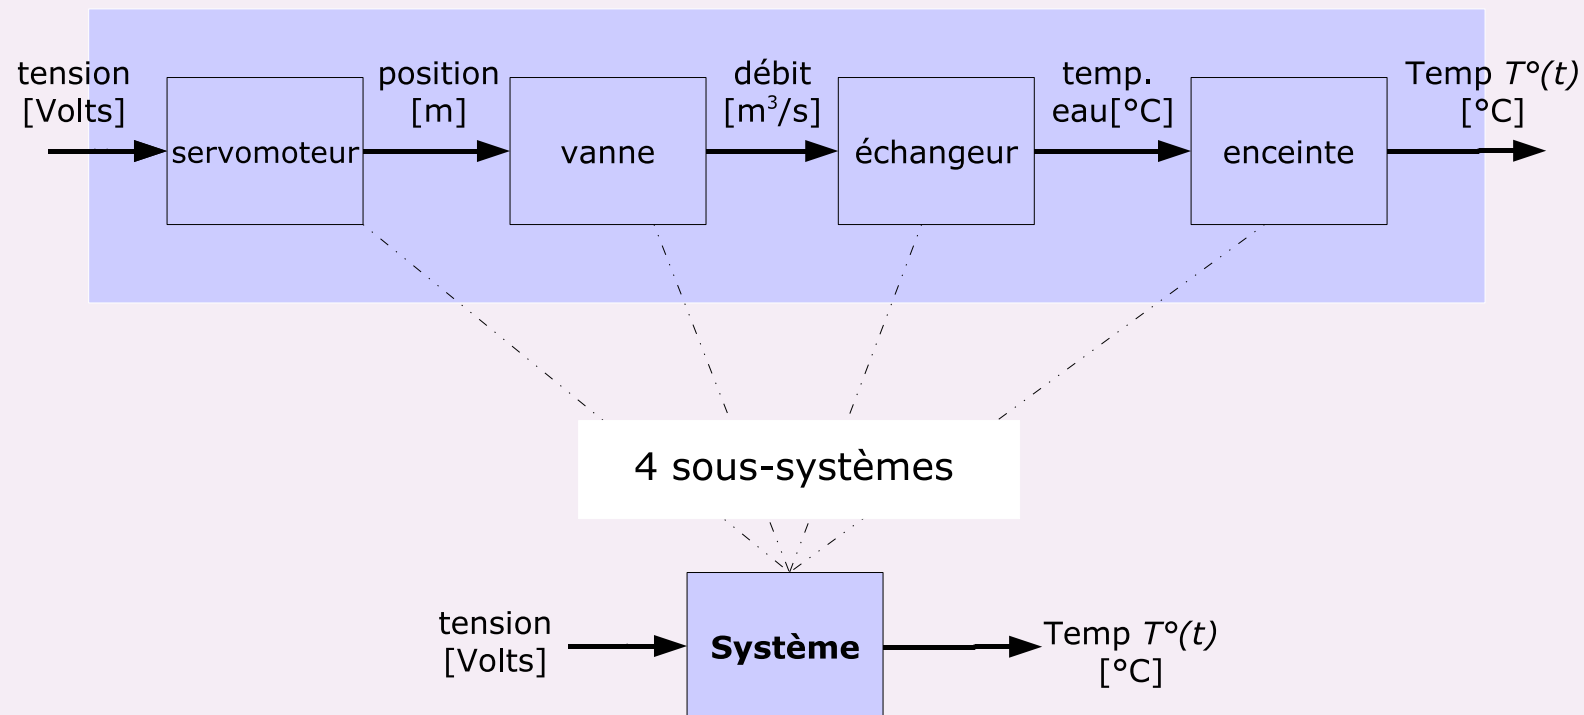 tension
[Volts]
servomoteur
position
[m]
vanne
débit
[m³/s]
échangeur
temp.
eau[°C]
enceinte
Temp T°(t)
[°C]
4 sous-systèmes
tension
[Volts]
Système
Temp T°(t)
[°C]